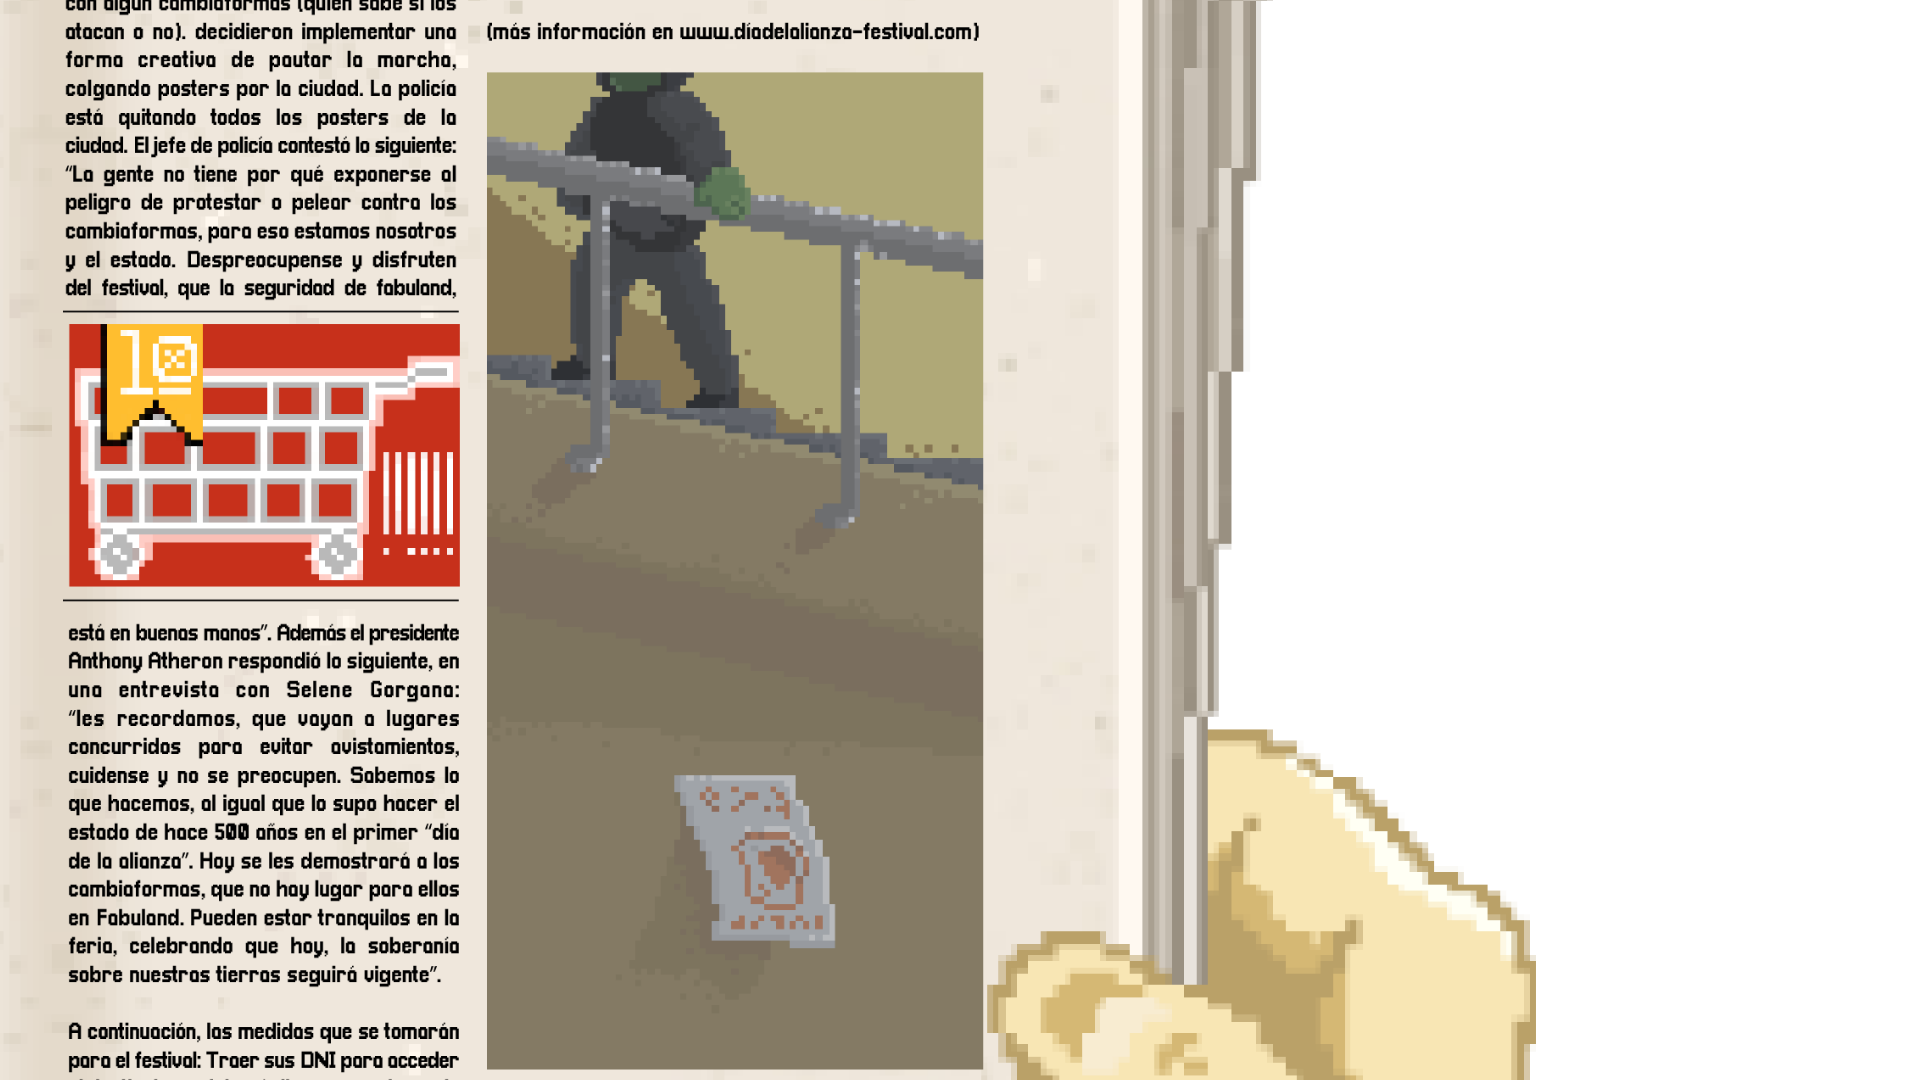 con algún cambiaformas (quién sabe si los
atacan o no). decidieron implementar una
forma creativa de pautar la marcha,
colgando posters por la ciudad. La policía
está quitando todos los posters de la
ciudad. El jefe de policía contestó lo siguiente:
“La gente no tiene por qué exponerse al
peligro de protestar o pelear contra los
cambiaformas, para eso estamos nosotros
y el estado. Despreocupense y disfruten
del festival, que la seguridad de fabuland,
10
está en buenas manos”. Además el presidente
Anthony Atheron respondió lo siguiente, en
una entrevista con Selene Gorgana:
“les recordamos, que vayan a lugares
concurridos para evitar avistamientos,
cuidense y no se preocupen. Sabemos lo
que hacemos, al igual que lo supo hacer el
estado de hace 500 años en el primer “día
de la alianza”. Hoy se les demostrará a los
cambiaformas, que no hay lugar para ellos
en Fabuland. Pueden estar tranquilos en la
feria, celebrando que hoy, la soberanía
sobre nuestras tierras seguirá vigente”.
A continuación, las medidas que se tomarán
para el festival: Traer sus DNI para acceder
(más información en www.díadelalianza-festival.com)